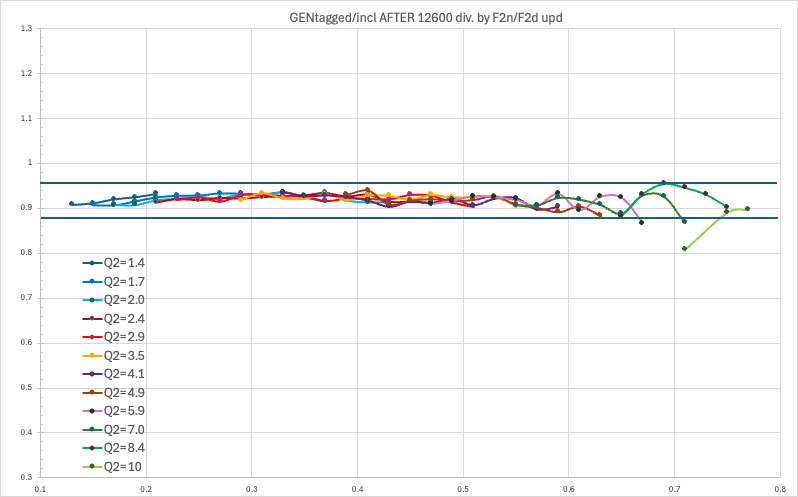 GENtagged/incl AFTER 12600 div. by F2n/F2d upd
1.3
1.2
1.1
1
0.9
0.8
0.7
0.6
0.5
0.4
0.3
Q2=1.4
Q2=1.7
Q2=2.0
Q2=2.4
Q2=2.9
Q2=3.5
Q2=4.1
Q2=4.9
Q2=5.9
Q2=7.0
Q2=8.4
Q2=10
0.1 0.2 0.3 0.4 0.5 0.6 0.7 0.8